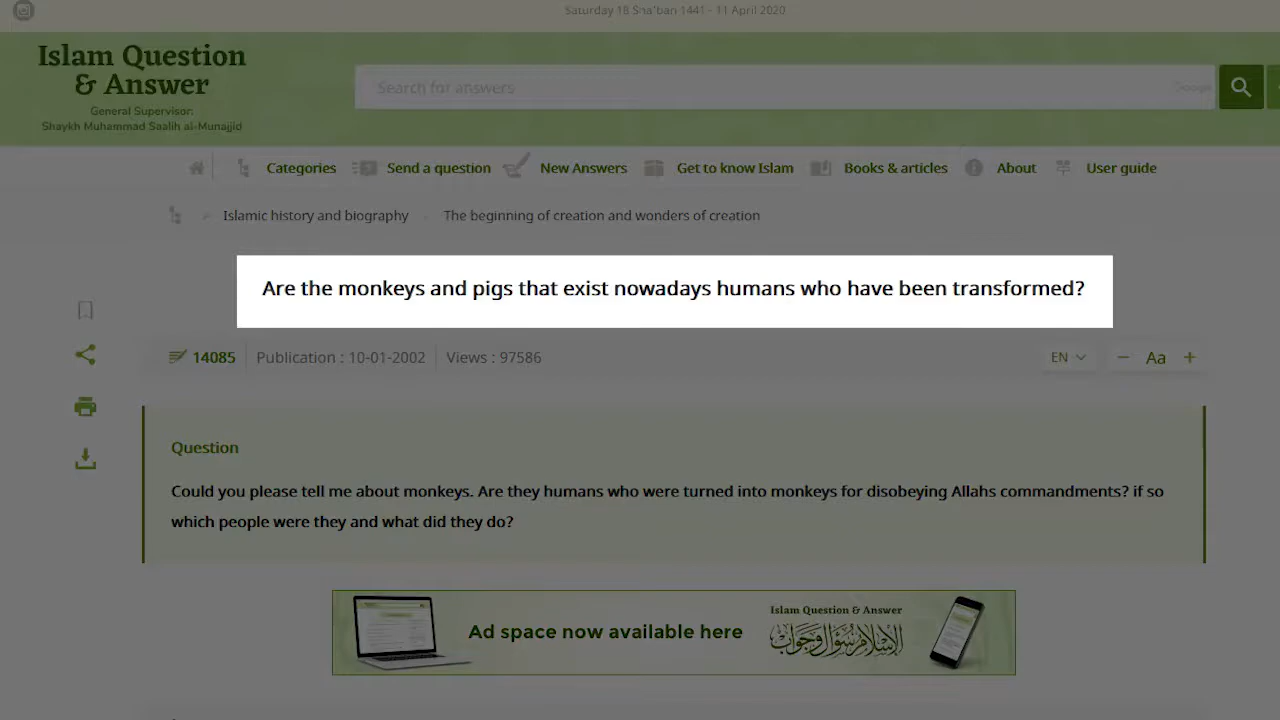 Saturday 18 Sha'ban 1441 - 11 April 2020
Islam Question
& Answer
General Supervisor:
Shaykh Muhammad Saalih al-Munajjid
Search for answers
Google
Categories
Send a question
New Answers
Get to know Islam
Books & articles
About
User guide
Islamic history and biography
The beginning of creation and wonders of creation
Are the monkeys and pigs that exist nowadays humans who have been transformed?
14085
Publication : 10-01-2002
Views : 97586
EN
− Aa +
Question
Could you please tell me about monkeys. Are they humans who were turned into monkeys for disobeying Allahs commandments? if so
which people were they and what did they do?
Ad space now available here
Islam Question & Answer
الإسلام سؤال وجواب